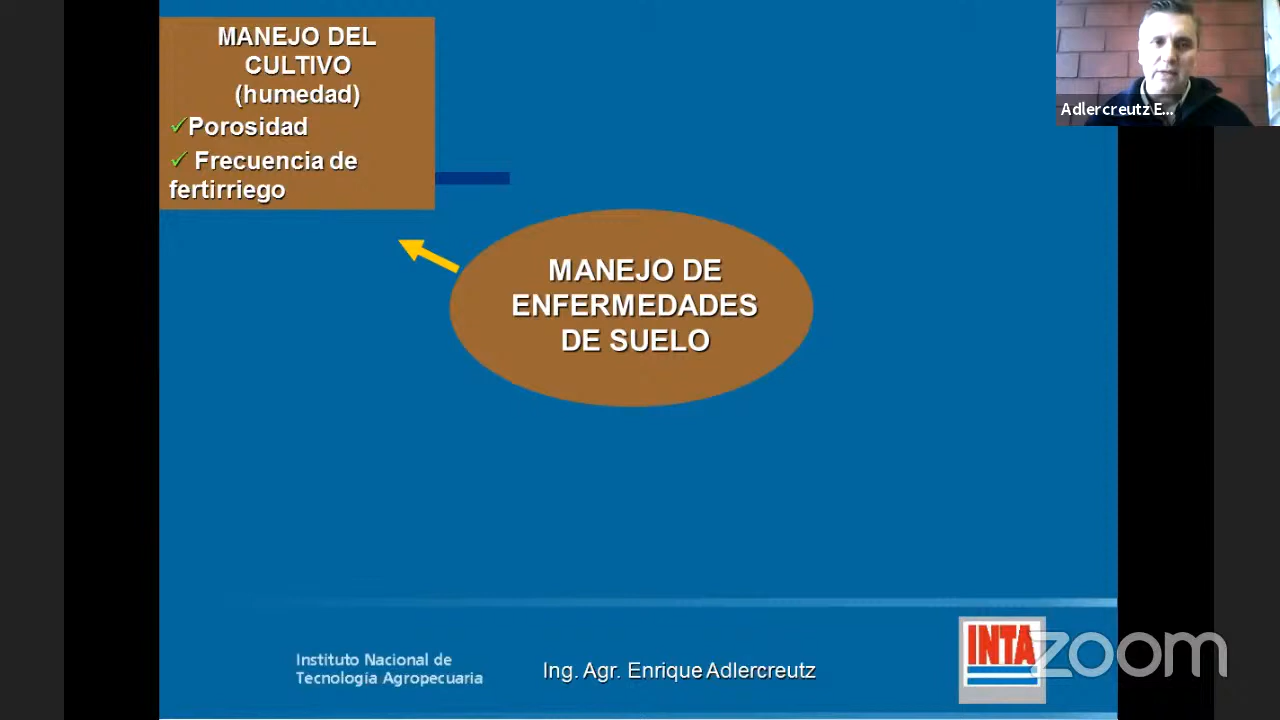 MANEJO DEL
CULTIVO
(humedad)
✓Porosidad
✓ Frecuencia de
fertirriego
Adlercreutz E...
MANEJO DE
ENFERMEDADES
DE SUELO
Instituto Nacional de
Tecnología Agropecuaria
Ing. Agr. Enrique Adlercreutz
INTA
zoom